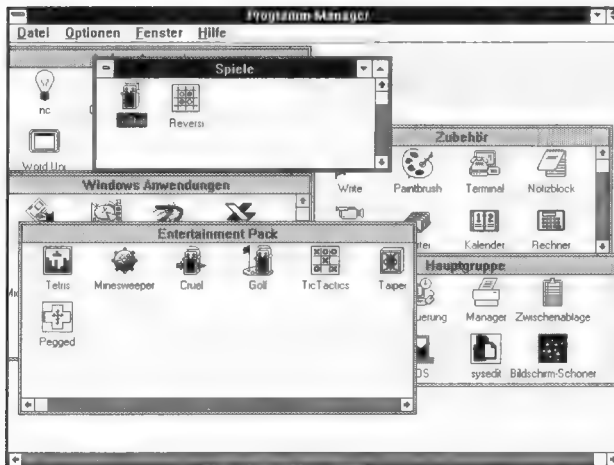 Programm-Manager
Datei Optionen Fenster Hilfe
Spiele
nc
Reversi
Word
Zubehör
Write Paintbrush Terminal Notizblock
Windows Anwendungen
Kalender Rechner
Entertainment Pack
Tetris Minesweeper Cruel Golf TicTactics Taipei
Hauptgruppe
Manager Zwischenablage
Pegged
sysedit Bildschirm-Schoner